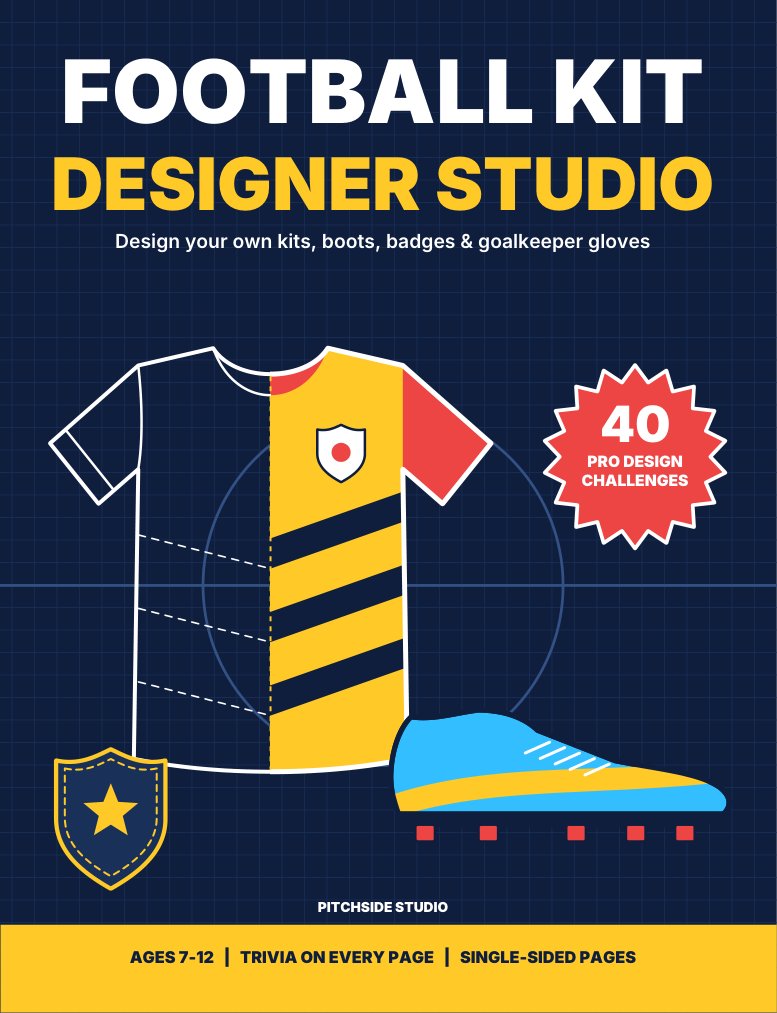 FOOTBALL KIT
DESIGNER STUDIO
Design your own kits, boots, badges & goalkeeper gloves
40
PRO DESIGN
CHALLENGES
PITCHSIDE STUDIO
AGES 7-12 | TRIVIA ON EVERY PAGE | SINGLE-SIDED PAGES